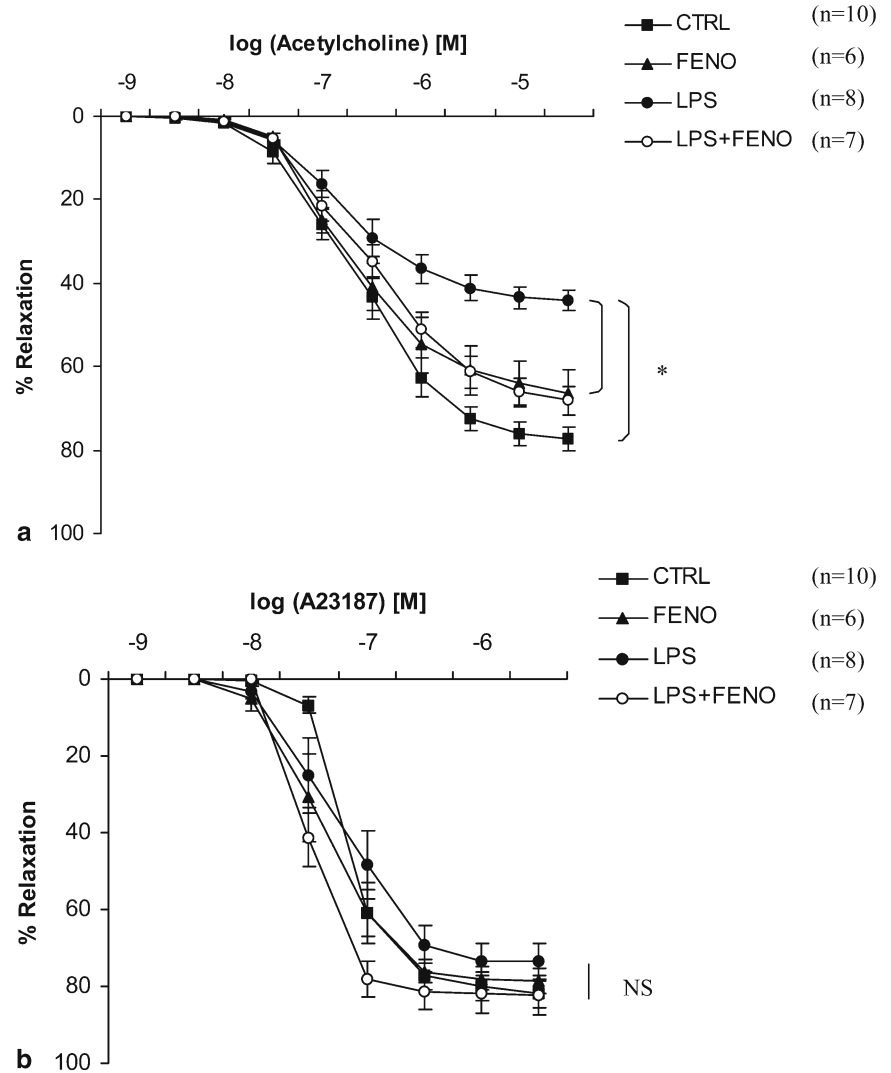 log (Acetylcholine) [M]
-9 -8 -7 -6 -5
CTRL (n=10)
FENO (n=6)
LPS (n=8)
LPS+FENO (n=7)
0
20
40
60
80
100
% Relaxation
*
a
log (A23187) [M]
-9 -8 -7 -6
CTRL (n=10)
FENO (n=6)
LPS (n=8)
LPS+FENO (n=7)
0
20
40
60
80
100
% Relaxation
NS
b